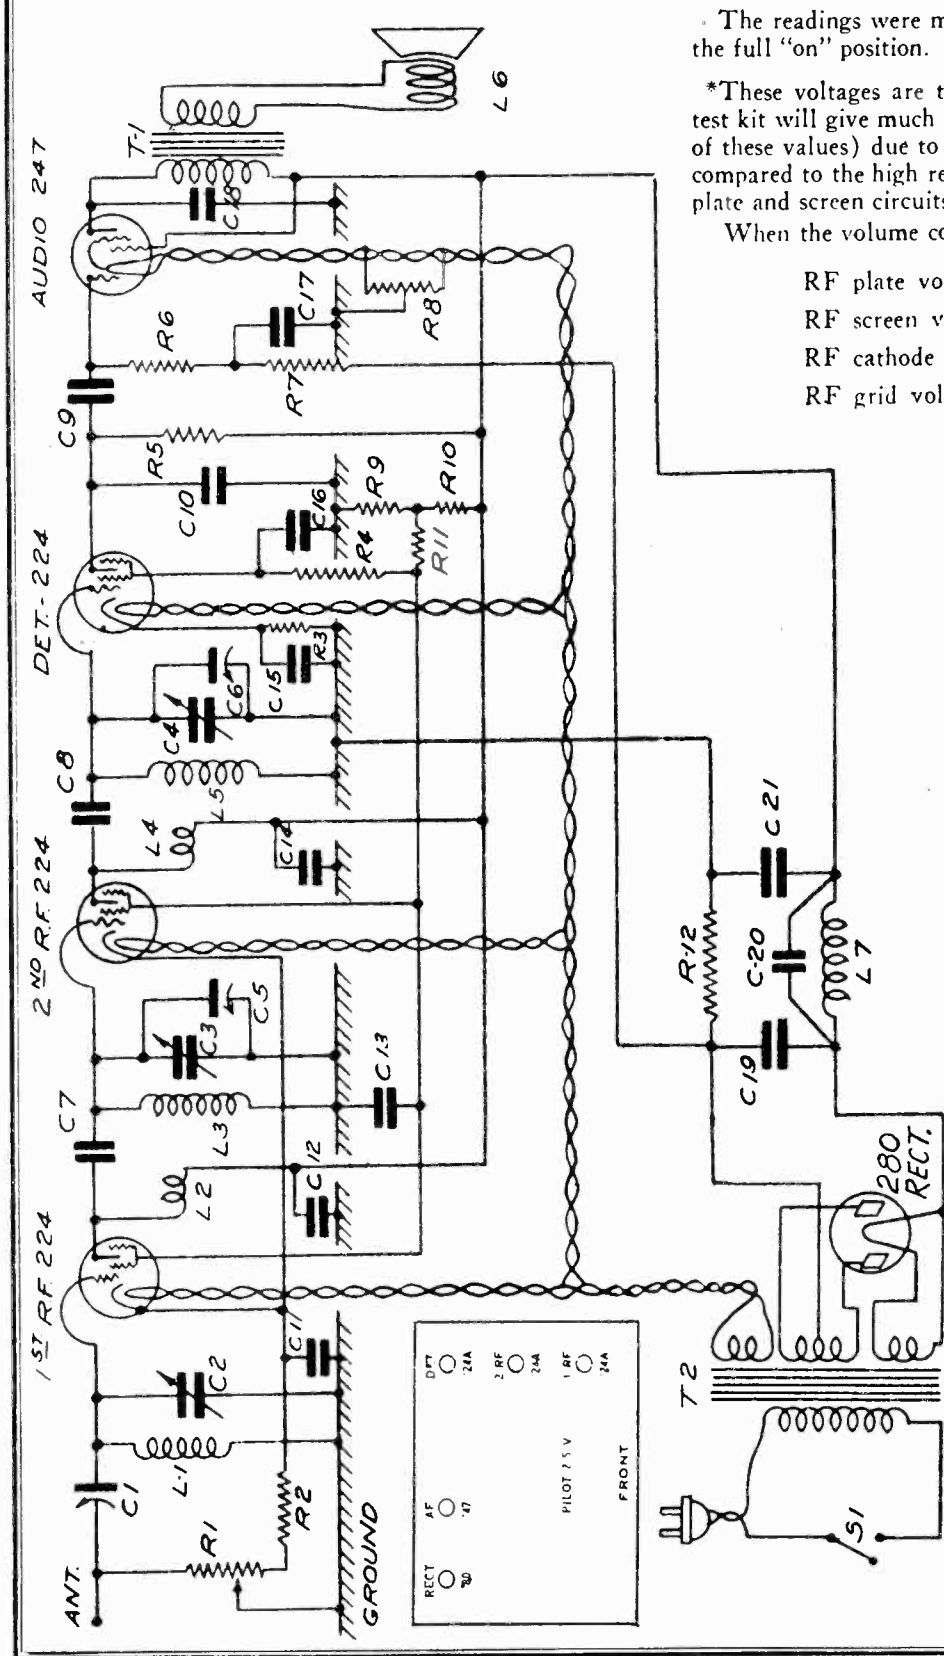 The readings were m
the full “on” position.
*These voltages are t
test kit will give much
of these values) due to
compared to the high re
plate and screen circuits
When the volume co
RF plate vo
RF screen v
RF cathode
RF grid vol
1ST RF. 224
2ND R.F. 224
DET.-224
AUDIO 247
ANT.
C1
C7
C8
C9
R1
L-1
C2
L2
L3
C3
C5
L4
L5
C4
C6
C10
R5
R6
C18
T-1
L6
R2
C11
C12
C13
C14
C15
R3
C16
R4
R9
R10
R11
R7
C17
R8
GROUND
RECT
80
AF
47
DET
24A
2 RF
24A
1 RF
24A
PILOT 2.5 V
FRONT
R-12
C19
C-20
C21
L7
280
RECT.
T2
S1